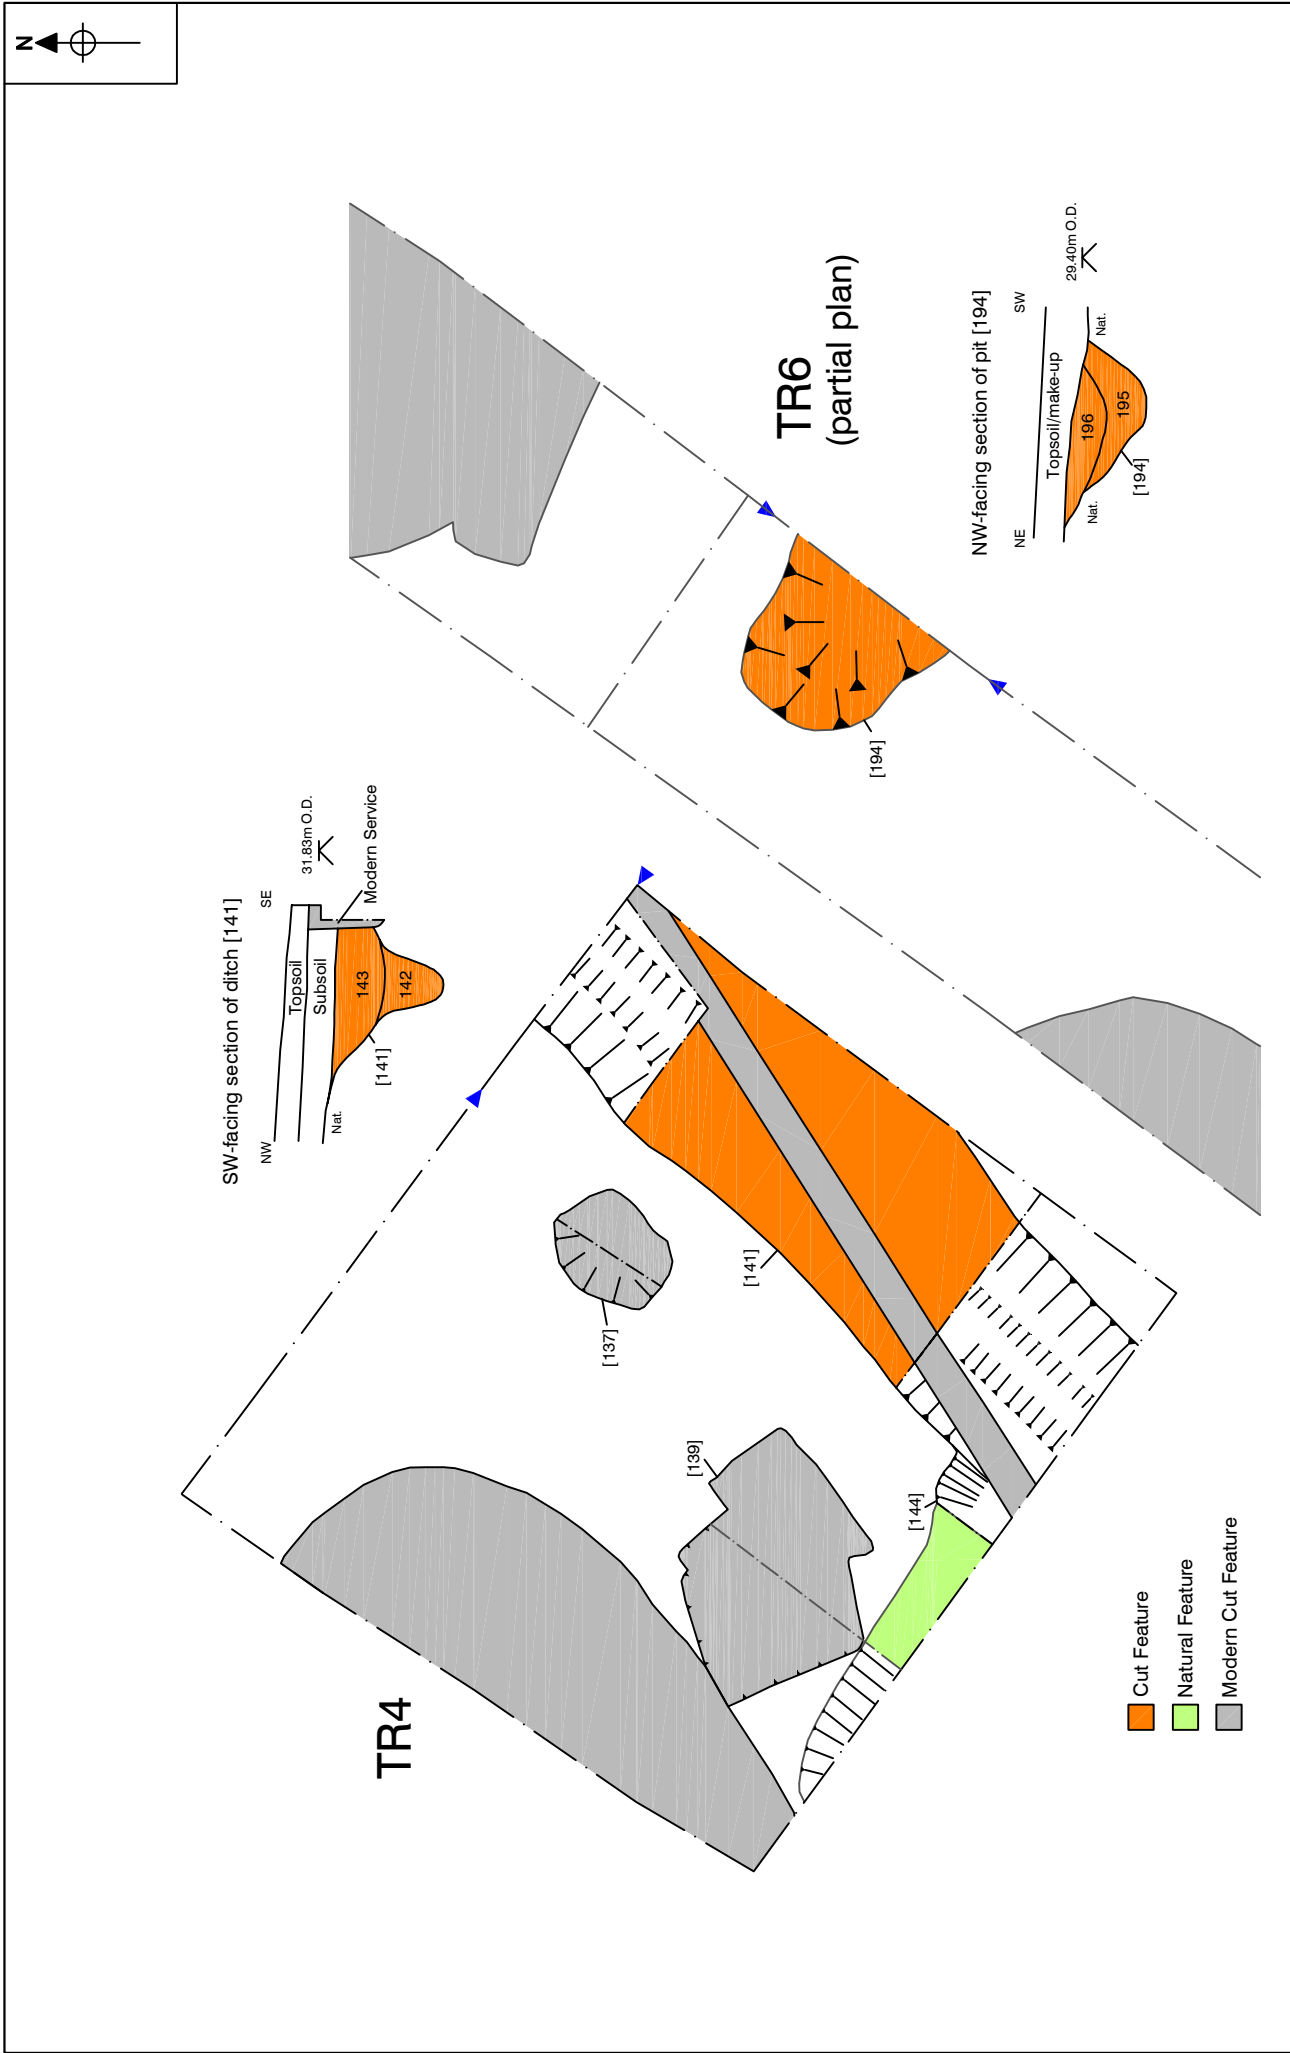 N
SW-facing section of ditch [141]
NW
SE
31.83m O.D.
Topsoil
Subsoil
143
142
Nat.
[141]
Modern Service
TR4
[137]
[139]
[141]
[144]
TR6
(partial plan)
[194]
NW-facing section of pit [194]
NE
SW
29.40m O.D.
Topsoil/make-up
196
195
Nat.
Nat.
[194]
Cut Feature
Natural Feature
Modern Cut Feature